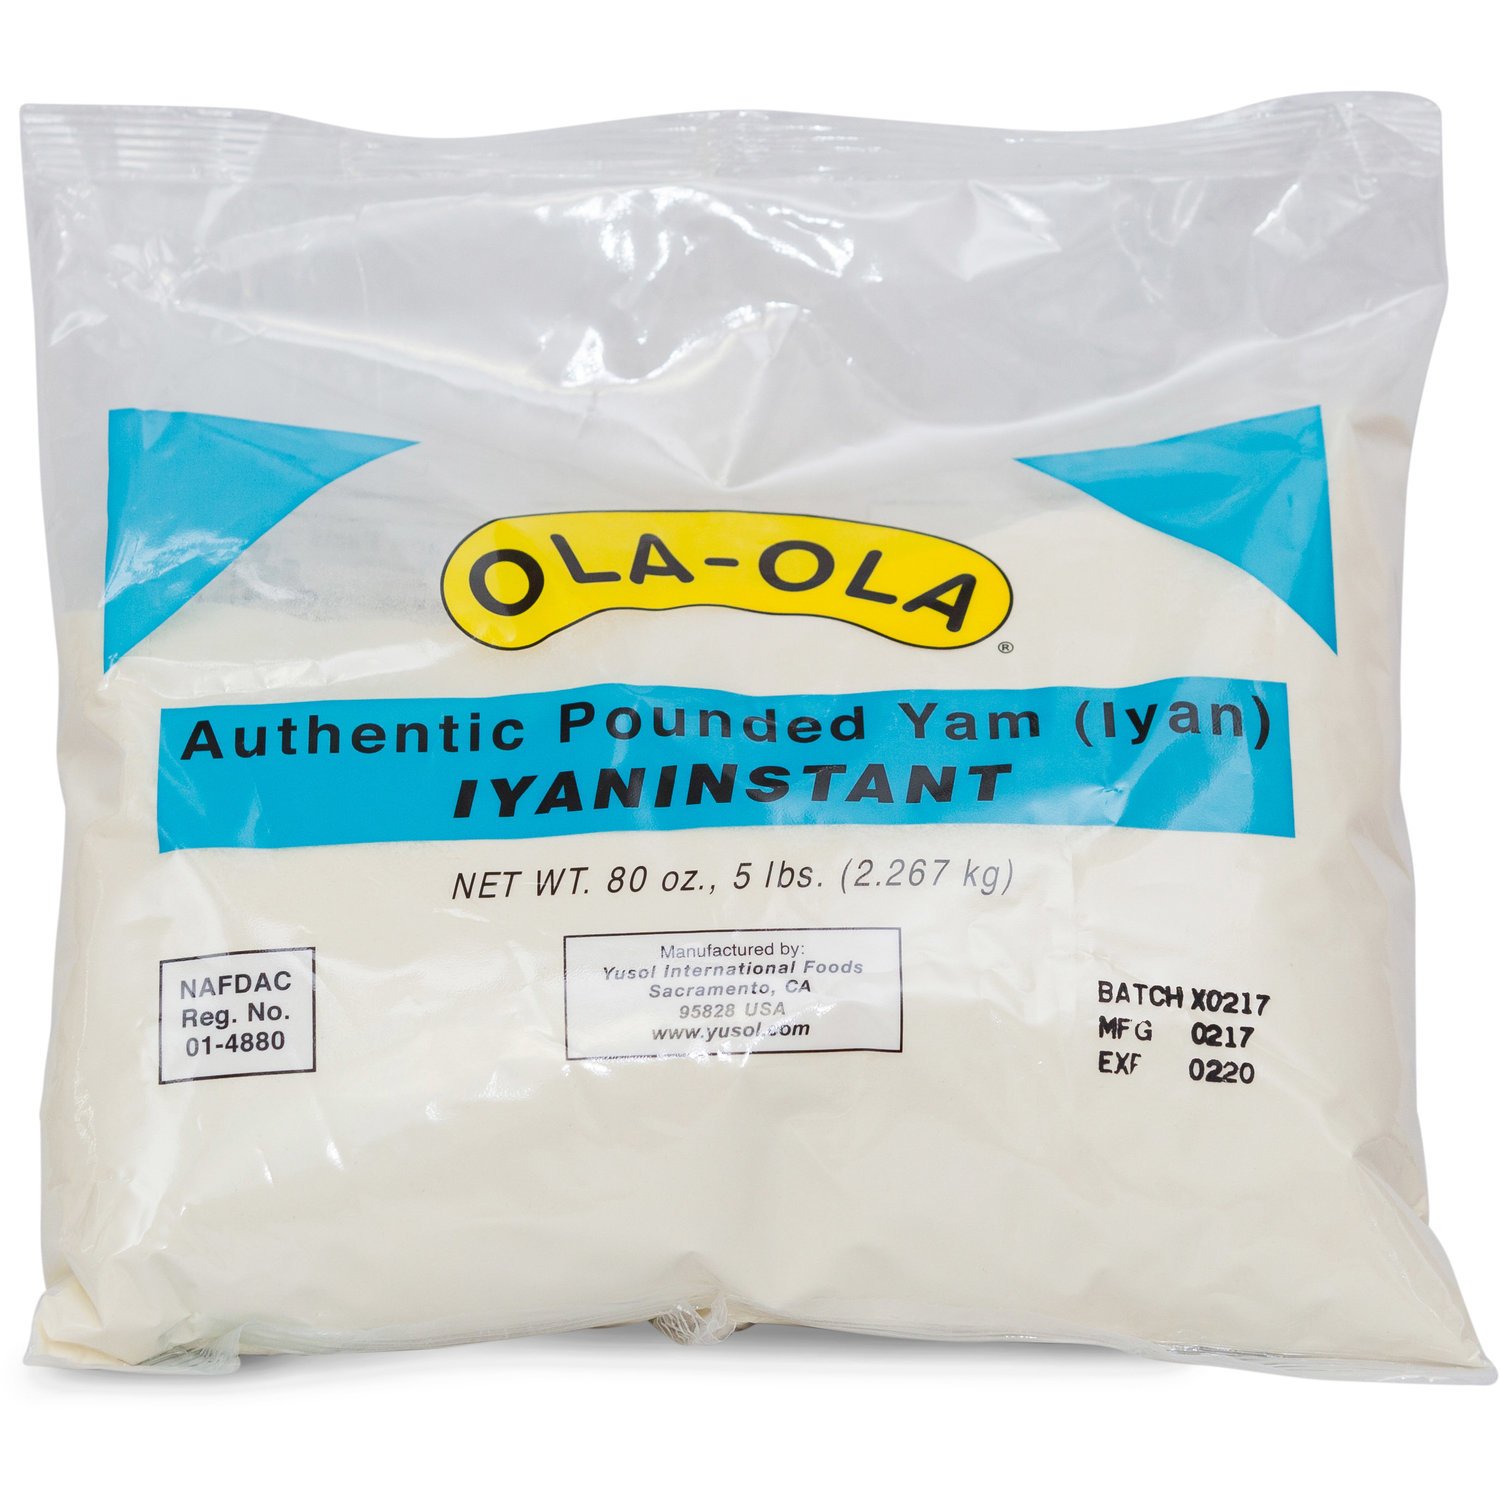 OLA-OLA
®
Authentic Pounded Yam (Iyan)
IYANINSTANT
NET WT. 80 oz., 5 lbs. (2.267 kg)
NAFDAC
Reg. No.
01-4880
Manufactured by:
Yusol International Foods
Sacramento, CA
95828 USA
www.yusol.com
BATCH X0217
MFG 0217
EXP 0220